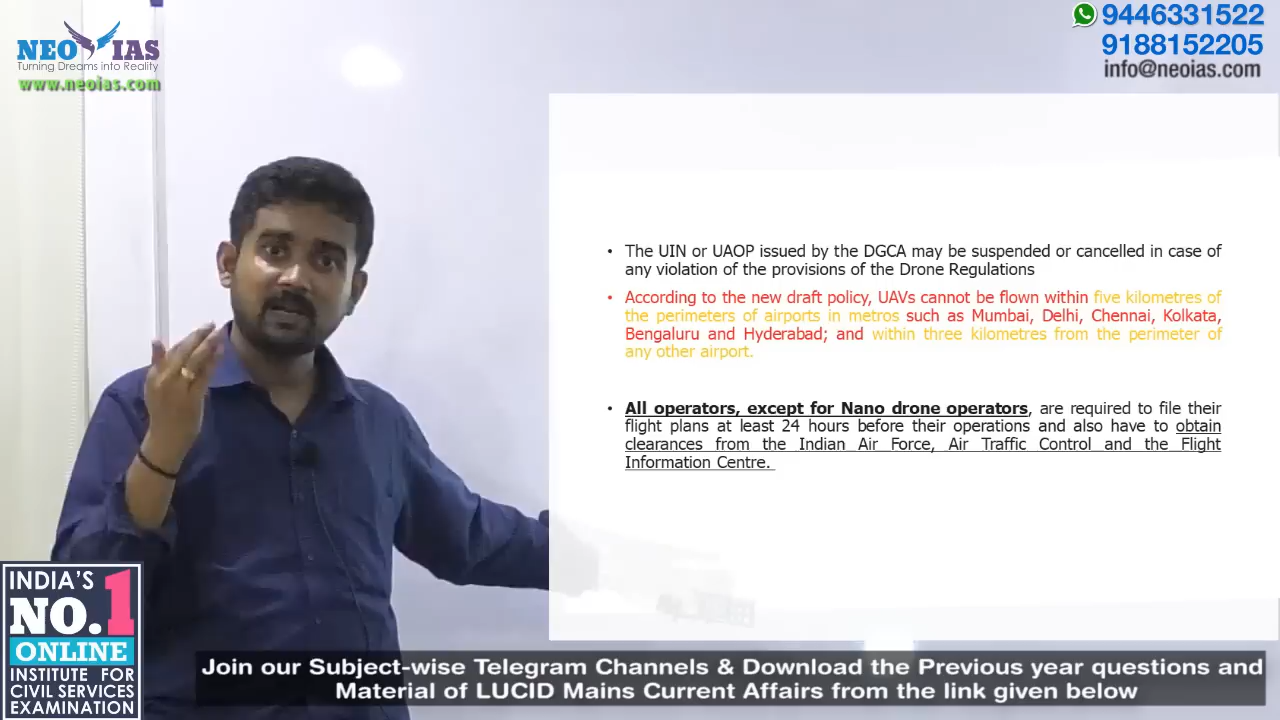 NEO IAS
Turning Dreams into Reality
www.neoias.com
9446331522
9188152205
info@neoias.com
• The UIN or UAOP issued by the DGCA may be suspended or cancelled in case of
any violation of the provisions of the Drone Regulations
• According to the new draft policy, UAVs cannot be flown within five kilometres of
the perimeters of airports in metros such as Mumbai, Delhi, Chennai, Kolkata,
Bengaluru and Hyderabad; and within three kilometres from the perimeter of
any other airport.
• All operators, except for Nano drone operators, are required to file their
flight plans at least 24 hours before their operations and also have to obtain
clearances from the Indian Air Force, Air Traffic Control and the Flight
Information Centre.
INDIA'S
NO.1
ONLINE
INSTITUTE FOR
CIVIL SERVICES
EXAMINATION
Join our Subject-wise Telegram Channels & Download the Previous year questions and
Material of LUCID Mains Current Affairs from the link given below